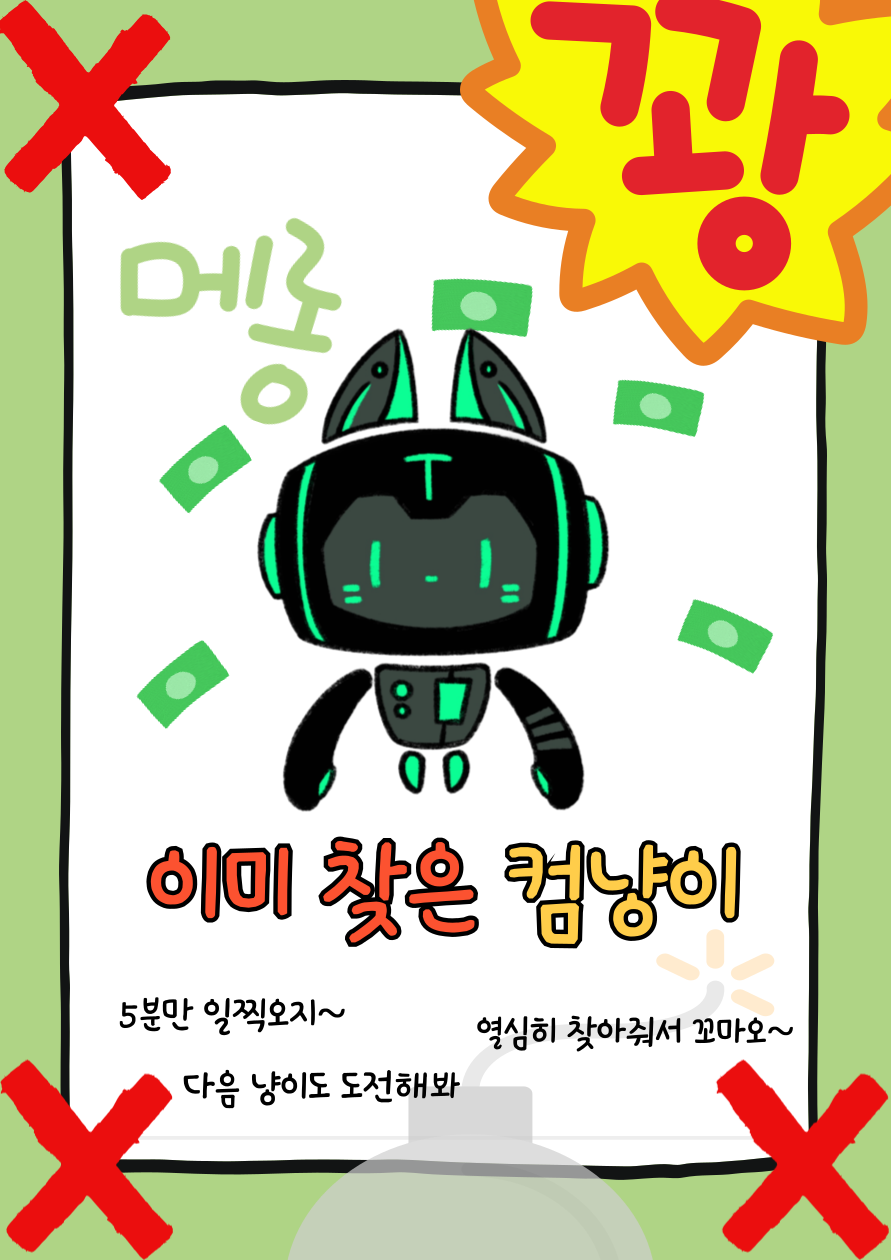 꽝
메롱
T
이미 찾은 컴냥이
5분만 일찍오지~
열심히 찾아줘서 꼬마오~
다음 냥이도 도전해봐